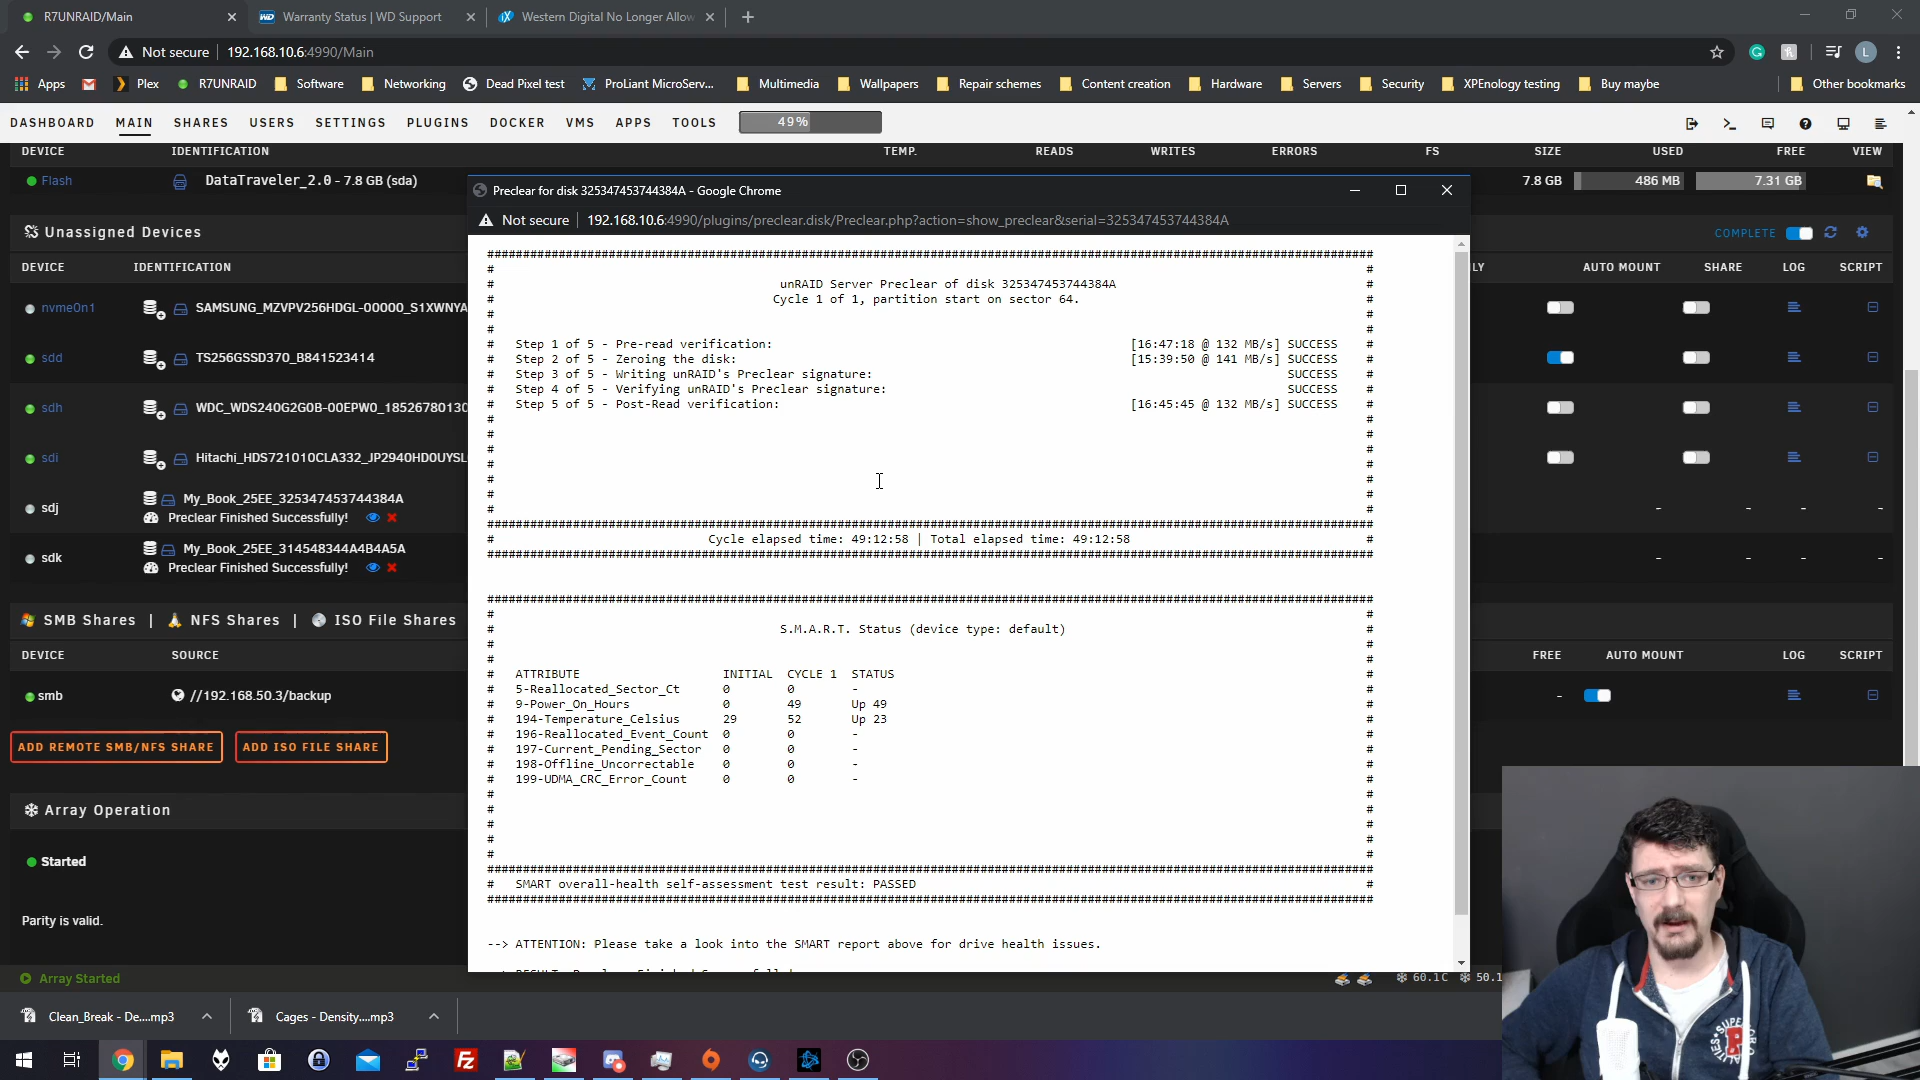 R7UNRAID/Main
Warranty Status | WD Support
Western Digital No Longer Allow
Not secure
192.168.10.6:4990/Main
Apps
Plex
R7UNRAID
Software
Networking
Dead Pixel test
ProLiant MicroServ...
Multimedia
Wallpapers
Repair schemes
Content creation
Hardware
Servers
Security
XPEnology testing
Buy maybe
Other bookmarks
DASHBOARD MAIN SHARES USERS SETTINGS PLUGINS DOCKER VMS APPS TOOLS 49%
DEVICE IDENTIFICATION TEMP. READS WRITES ERRORS FS SIZE USED FREE VIEW
Flash DataTraveler_2.0 - 7.8 GB (sda) 7.8 GB 486 MB 7.31 GB
Unassigned Devices
COMPLETE
DEVICE IDENTIFICATION
LY AUTO MOUNT SHARE LOG SCRIPT
nvme0n1 SAMSUNG_MZVPV256HDGL-00000_S1XWNYA
sdd TS256GSSD370_B841523414
sdh WDC_WDS240G2G0B-00EPW0_18526780130
sdi Hitachi_HDS721010CLA332_JP2940HD0UYSL
sdj My_Book_25EE_325347453744384A
Preclear Finished Successfully!
- - - -
sdk My_Book_25EE_314548344A4B4A5A
Preclear Finished Successfully!
- - - -
SMB Shares | NFS Shares | ISO File Shares
DEVICE SOURCE
FREE AUTO MOUNT LOG SCRIPT
smb //192.168.50.3/backup
-
ADD REMOTE SMB/NFS SHARE ADD ISO FILE SHARE
Array Operation
Started
Parity is valid.
Array Started
60.1C 50.1
Preclear for disk 325347453744384A - Google Chrome
Not secure
192.168.10.6:4990/plugins/preclear.disk/Preclear.php?action=show_preclear&serial=325347453744384A
unRAID Server Preclear of disk 325347453744384A
Cycle 1 of 1, partition start on sector 64.
Step 1 of 5 - Pre-read verification: [16:47:18 @ 132 MB/s] SUCCESS
Step 2 of 5 - Zeroing the disk: [15:39:50 @ 141 MB/s] SUCCESS
Step 3 of 5 - Writing unRAID's Preclear signature: SUCCESS
Step 4 of 5 - Verifying unRAID's Preclear signature: SUCCESS
Step 5 of 5 - Post-Read verification: [16:45:45 @ 132 MB/s] SUCCESS
Cycle elapsed time: 49:12:58 | Total elapsed time: 49:12:58
S.M.A.R.T. Status (device type: default)
ATTRIBUTE INITIAL CYCLE 1 STATUS
5-Reallocated_Sector_Ct 0 0 -
9-Power_On_Hours 0 49 Up 49
194-Temperature_Celsius 29 52 Up 23
196-Reallocated_Event_Count 0 0 -
197-Current_Pending_Sector 0 0 -
198-Offline_Uncorrectable 0 0 -
199-UDMA_CRC_Error_Count 0 0 -
SMART overall-health self-assessment test result: PASSED
--> ATTENTION: Please take a look into the SMART report above for drive health issues.
Clean_Break - De....mp3
Cages - Density....mp3